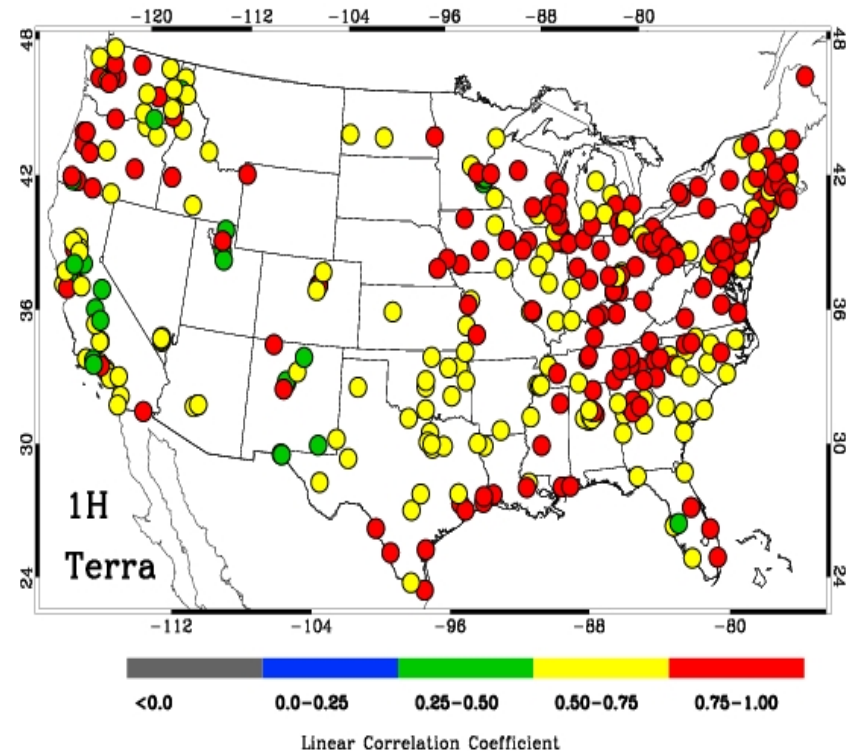 -120 -112 -104 -96 -88 -80
48 48
42 42
36 36
30 30
1H
Terra
24 24
-112 -104 -96 -88 -80
<0.0 0.0-0.25 0.25-0.50 0.50-0.75 0.75-1.00
Linear Correlation Coefficient